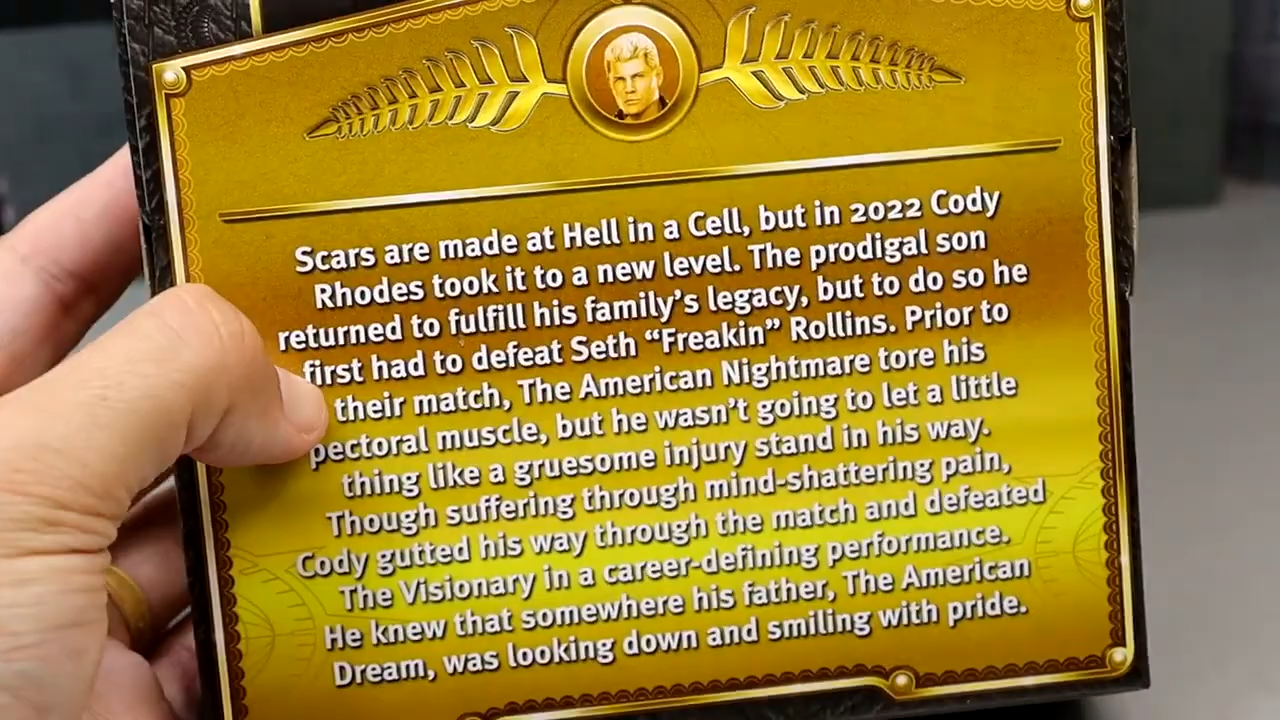 Scars are made at Hell in a Cell, but in 2022 Cody
Rhodes took it to a new level. The prodigal son
returned to fulfill his family's legacy, but to do so he
first had to defeat Seth “Freakin” Rollins. Prior to
their match, The American Nightmare tore his
pectoral muscle, but he wasn't going to let a little
thing like a gruesome injury stand in his way.
Though suffering through mind-shattering pain,
Cody gutted his way through the match and defeated
The Visionary in a career-defining performance.
He knew that somewhere his father, The American
Dream, was looking down and smiling with pride.